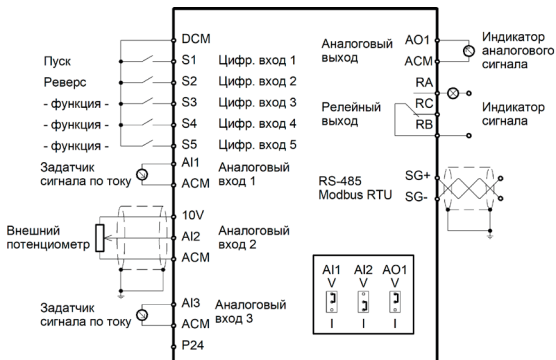 DCM
Пуск S1 Цифр. вход 1
Реверс S2 Цифр. вход 2
- функция - S3 Цифр. вход 3
- функция - S4 Цифр. вход 4
- функция - S5 Цифр. вход 5
Задатчик
сигнала по току
AI1
ACM
Аналоговый
вход 1
Внешний
потенциометр
10V
AI2
ACM
Аналоговый
вход 2
Задатчик
сигнала по току
AI3
ACM
Аналоговый
вход 3
P24
Аналоговый
выход
AO1
ACM
Индикатор
аналогового
сигнала
Релейный
выход
RA
RC
RB
Индикатор
сигнала
RS-485
Modbus RTU
SG+
SG-
AI1 AI2 AO1
V V V
I I I